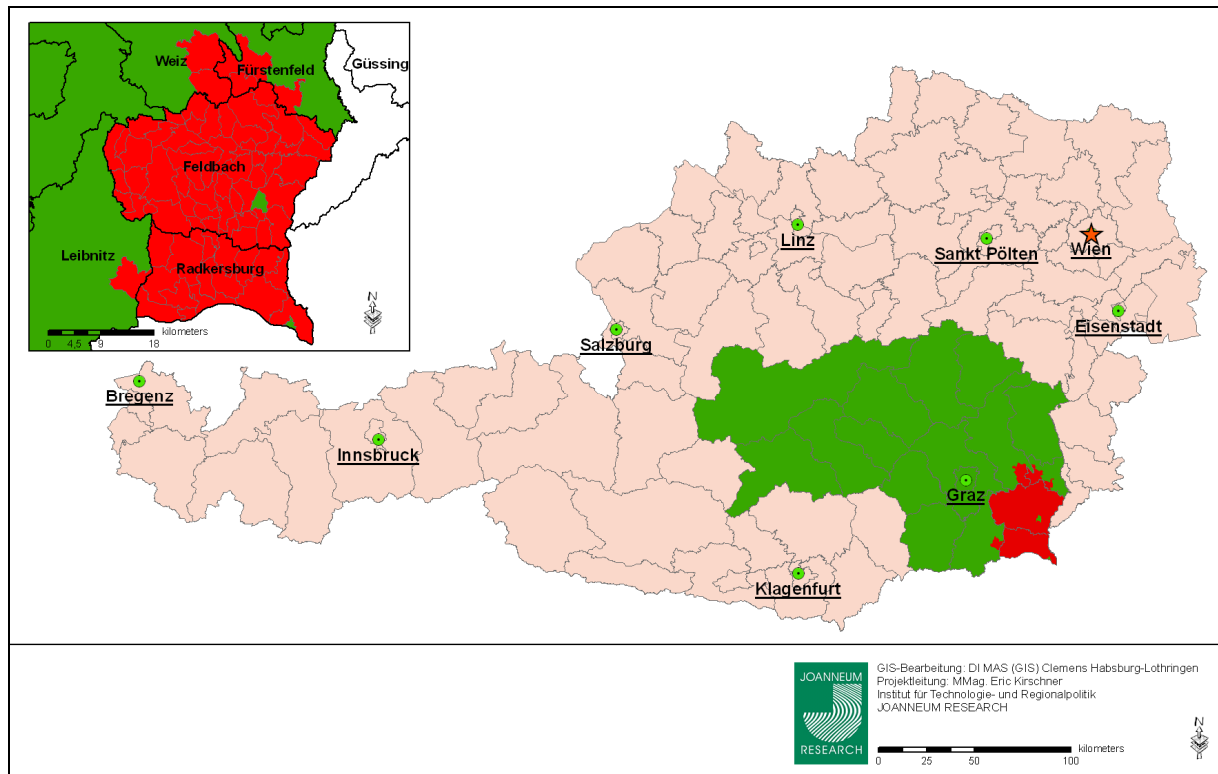 Weiz
Fürstenfeld
Güssing
Feldbach
Leibnitz
Radkersburg
N
kilometers
0 4,5 9 18
Linz
Sankt Pölten
Wien
Eisenstadt
Salzburg
Bregenz
Innsbruck
Graz
Klagenfurt
JOANNEUM
RESEARCH
GIS-Bearbeitung: DI MAS (GIS) Clemens Habsburg-Lothringen
Projektleitung: MMag. Eric Kirschner
Institut für Technologie- und Regionalpolitik
JOANNEUM RESEARCH
N
kilometers
0 25 50 100